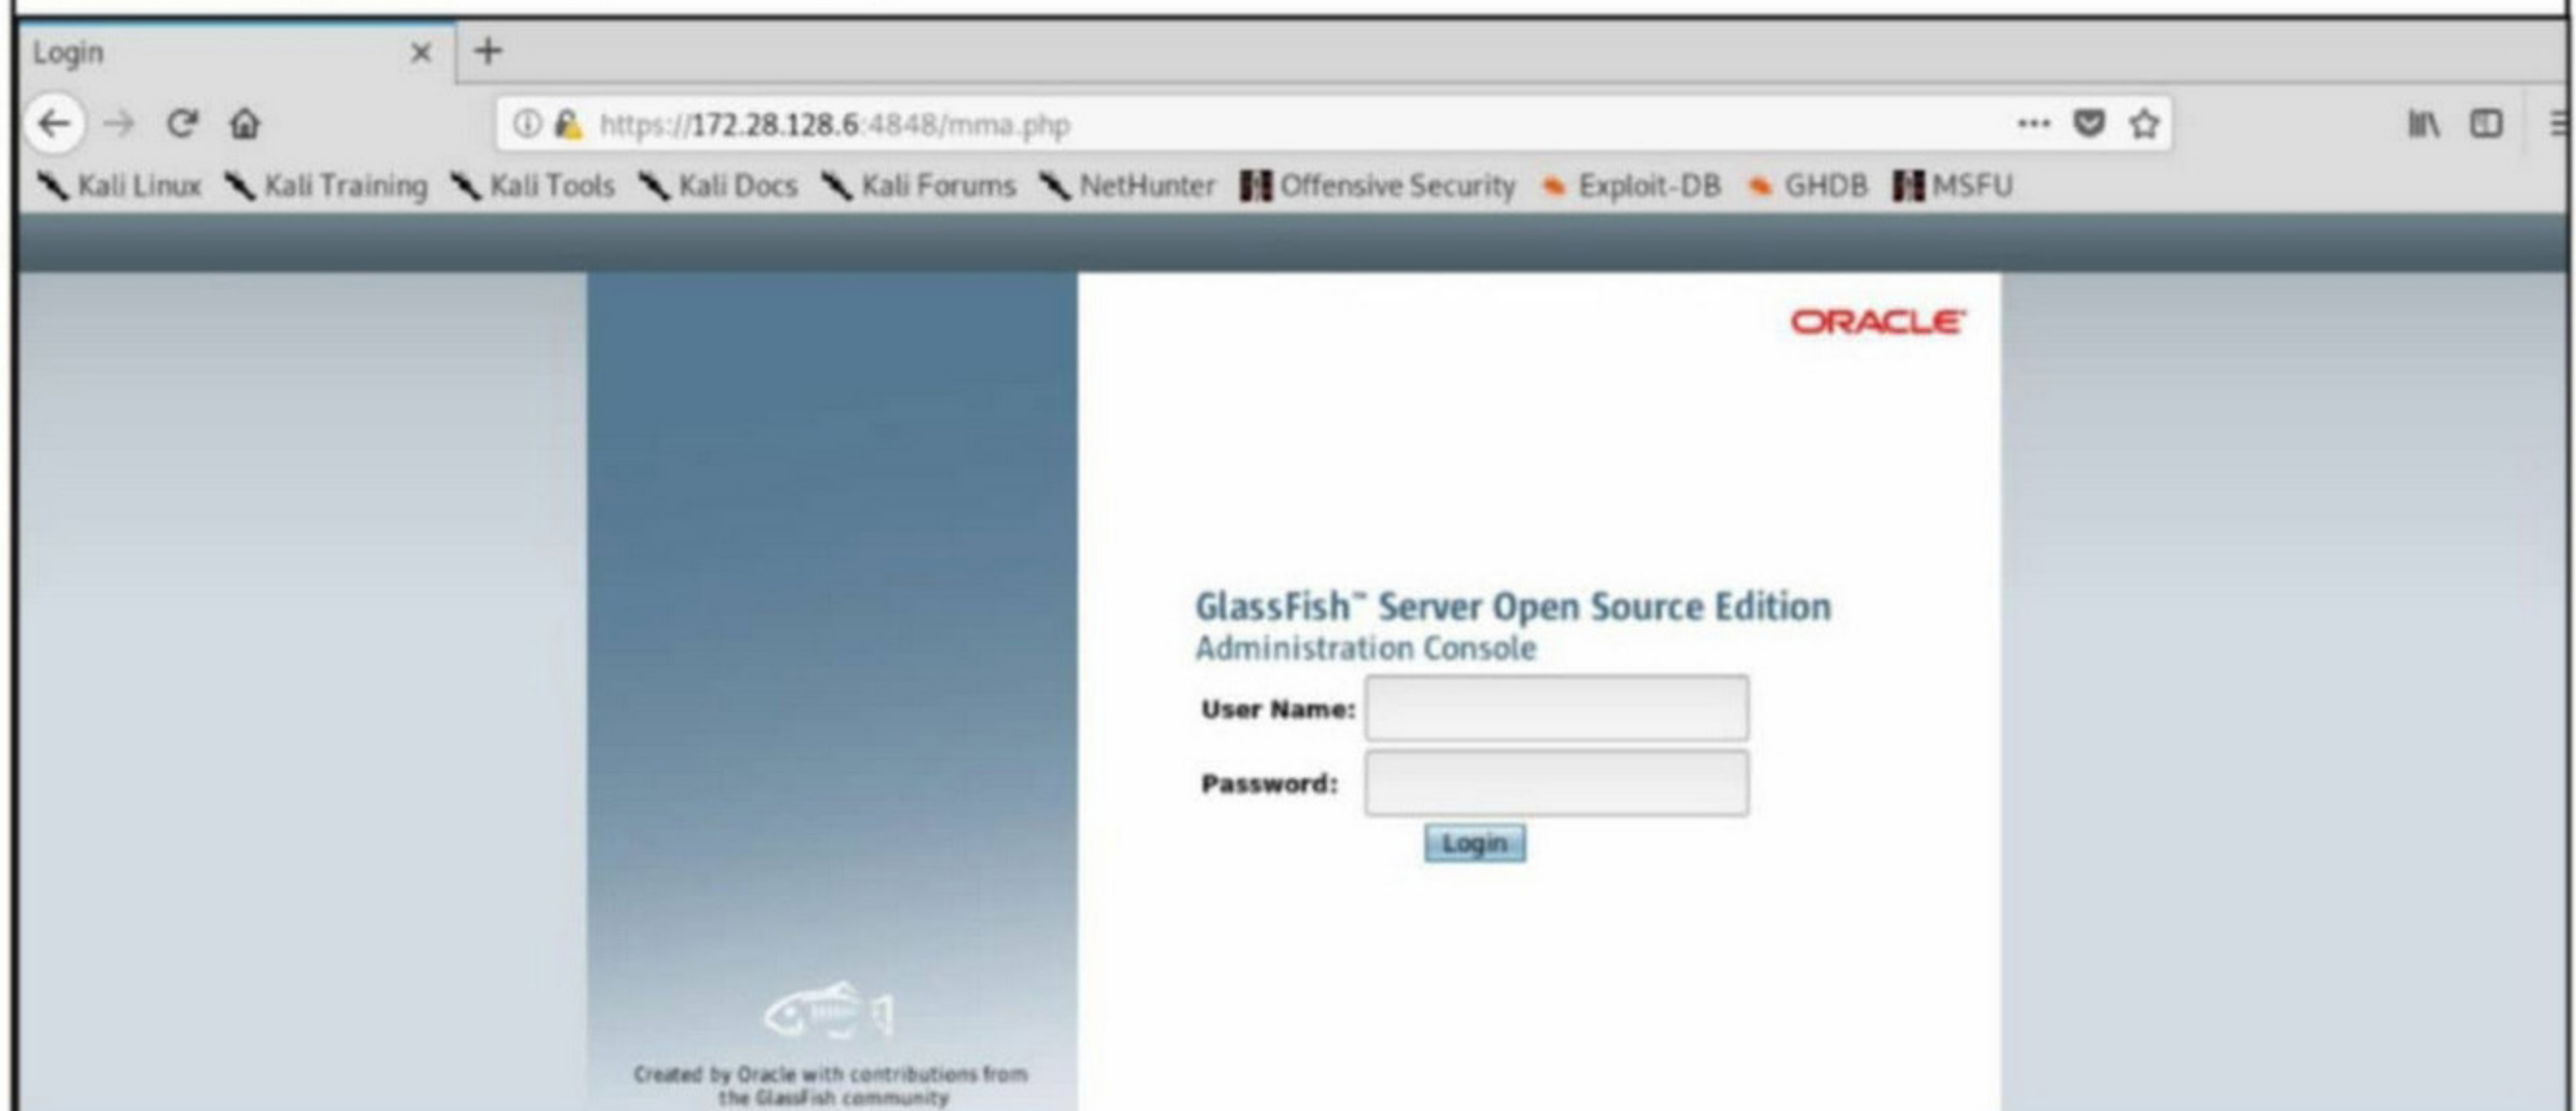 Login
https://172.28.128.6:4848/mma.php
Kali Linux Kali Training Kali Tools Kali Docs Kali Forums NetHunter Offensive Security Exploit-DB GHDB MSFU
ORACLE
GlassFish™ Server Open Source Edition
Administration Console
User Name:
Password:
Login
Created by Oracle with contributions from
the GlassFish community